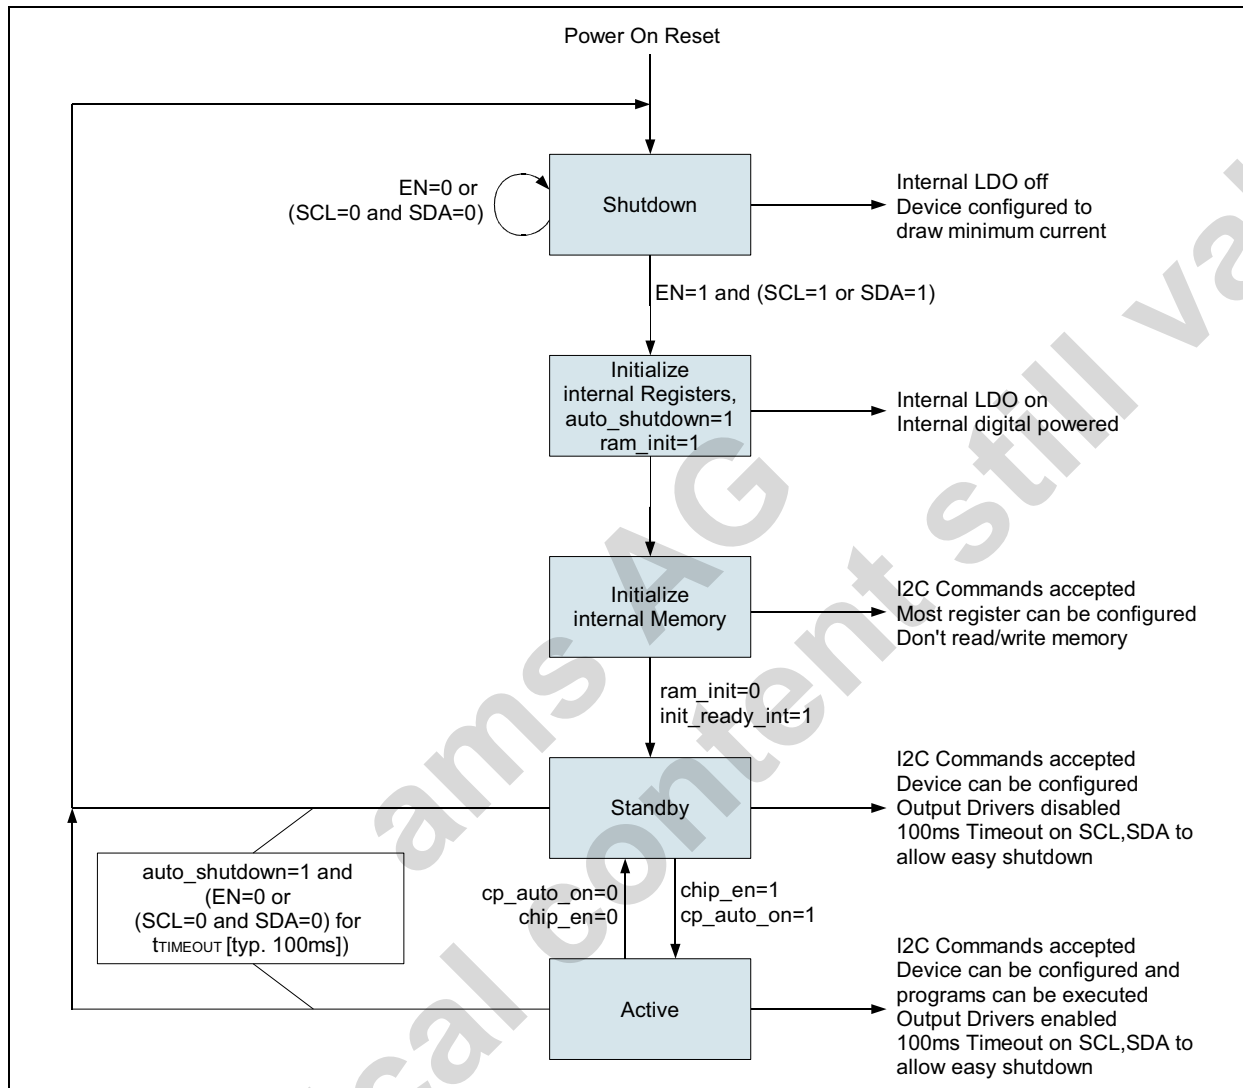 Power On Reset
EN=0 or
(SCL=0 and SDA=0)
Shutdown
Internal LDO off
Device configured to
draw minimum current
EN=1 and (SCL=1 or SDA=1)
Initialize
internal Registers,
auto_shutdown=1
ram_init=1
Internal LDO on
Internal digital powered
Initialize
internal Memory
I2C Commands accepted
Most register can be configured
Don't read/write memory
ram_init=0
init_ready_int=1
Standby
I2C Commands accepted
Device can be configured
Output Drivers disabled
100ms Timeout on SCL,SDA to
allow easy shutdown
auto_shutdown=1 and
(EN=0 or
(SCL=0 and SDA=0) for
tTIMEOUT [typ. 100ms])
cp_auto_on=0
chip_en=0
chip_en=1
cp_auto_on=1
Active
I2C Commands accepted
Device can be configured and
programs can be executed
Output Drivers enabled
100ms Timeout on SCL,SDA to
allow easy shutdown
ams AG
content still